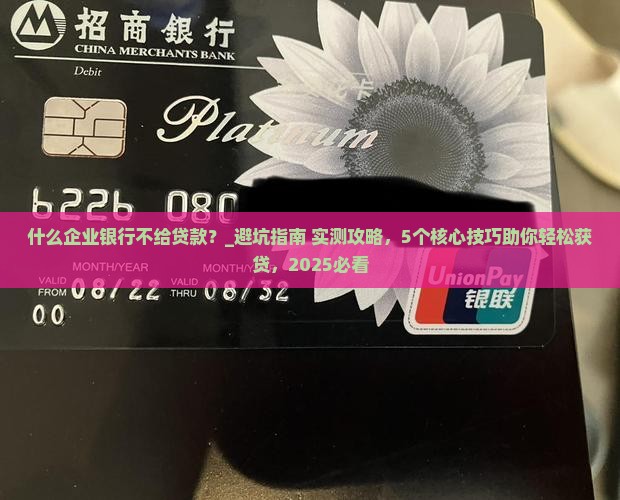 招商銀行
CHINA MERCHANTS BANK
Debit
Platinum
6226 080
什么企业银行不给贷款？_避坑指南 实测攻略，5个核心技巧助你轻松获
贷，2025必看
MONTH/YEAR MONTH/YEAR
VALID FROM 08/22 VALID THRU 08/32
00
UnionPay
银联